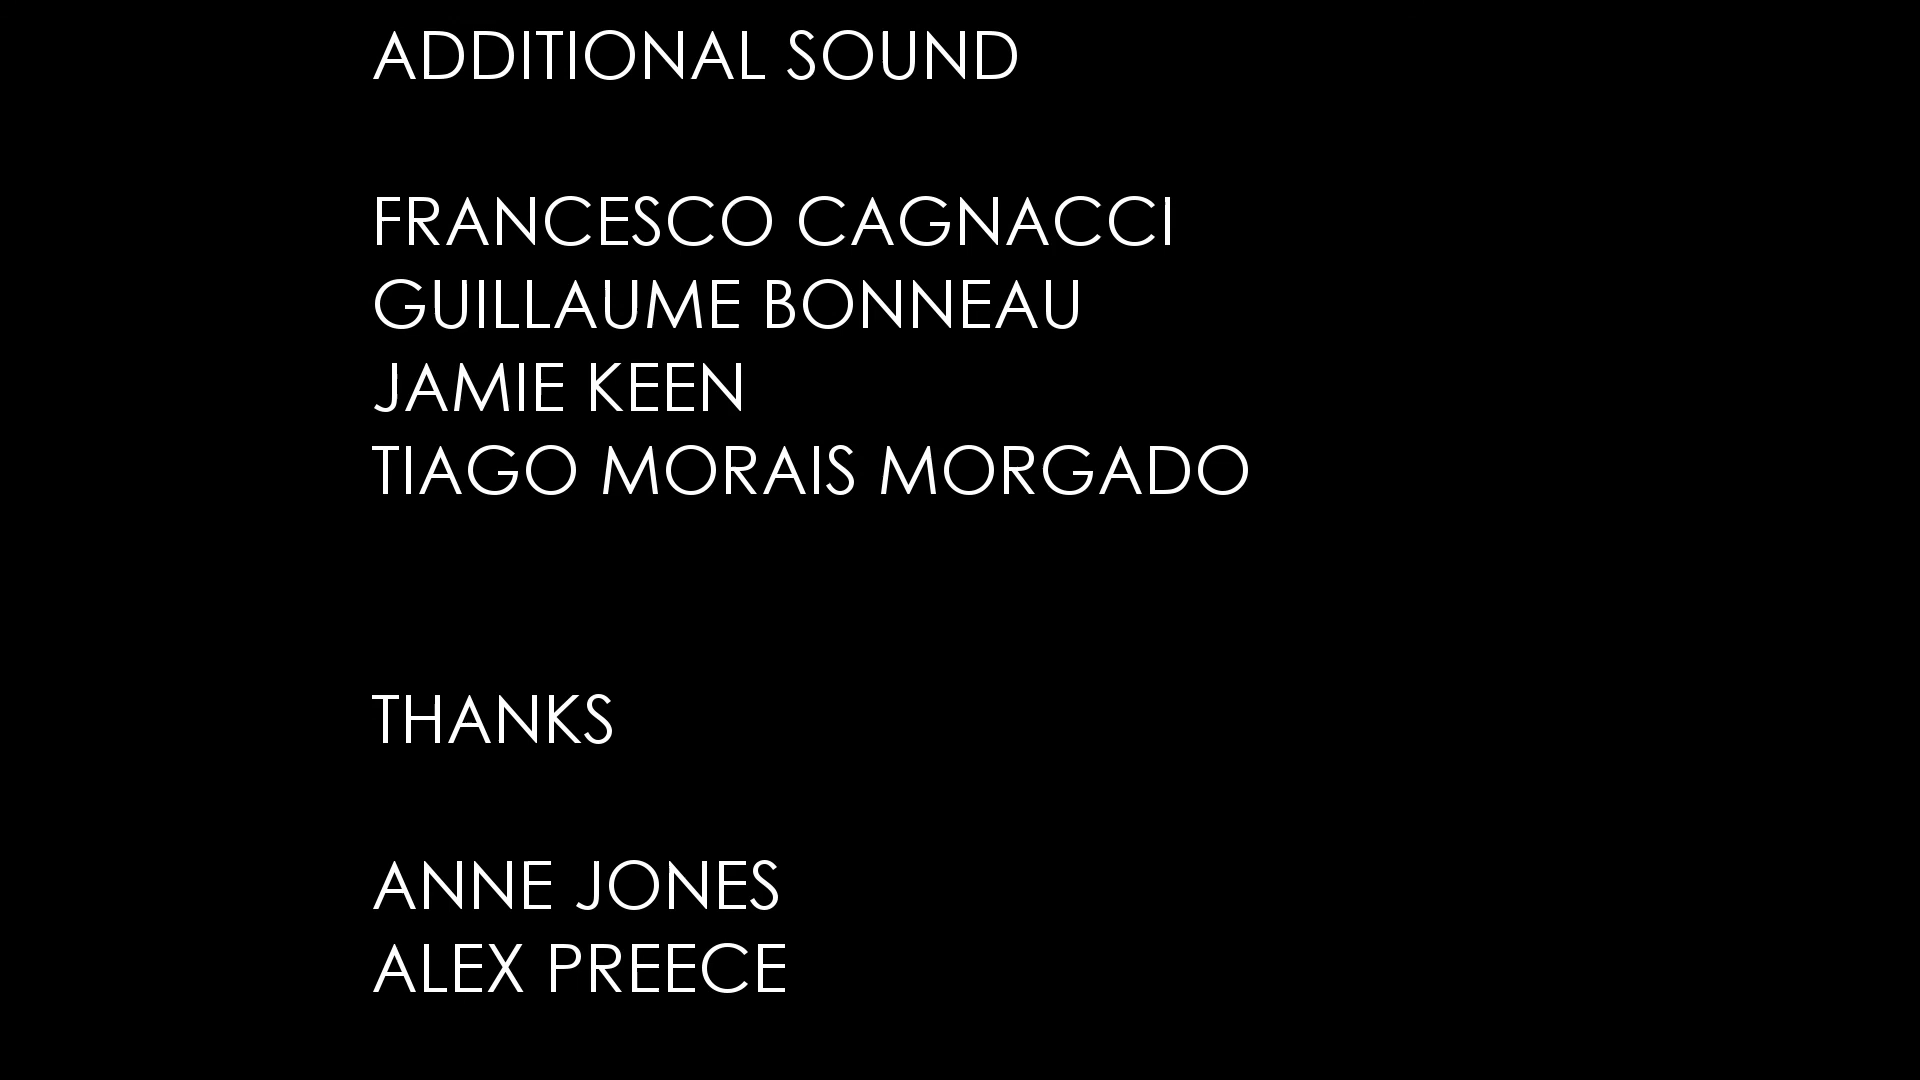 ADDITIONAL SOUND
FRANCESCO CAGNACCI
GUILLAUME BONNEAU
JAMIE KEEN
TIAGO MORAIS MORGADO
THANKS
ANNE JONES
ALEX PREECE